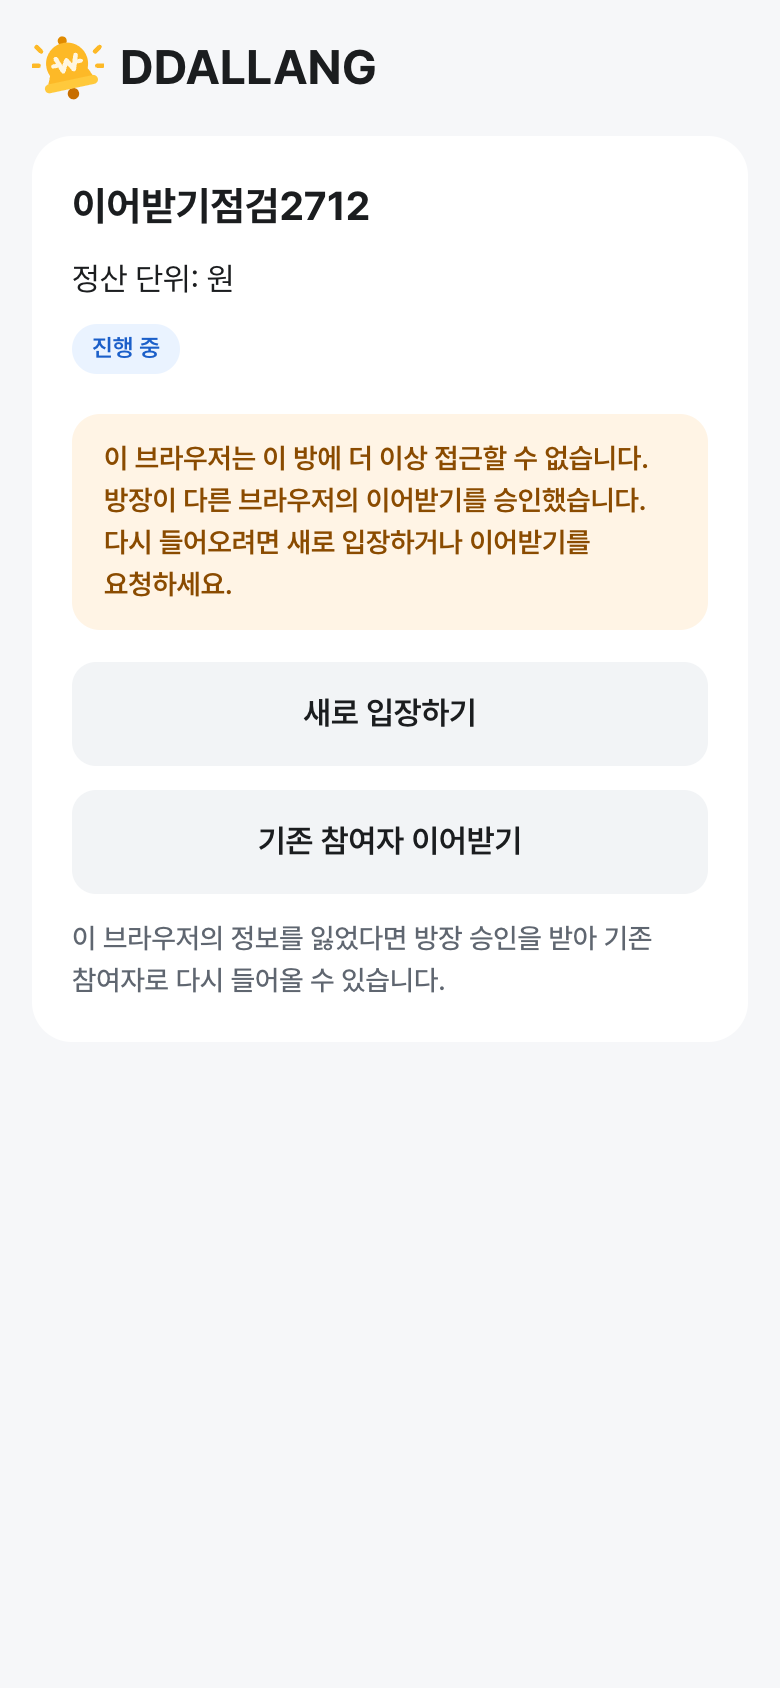 DDALLANG
이어받기점검2712
정산 단위: 원
진행 중
이 브라우저는 이 방에 더 이상 접근할 수 없습니다.
방장이 다른 브라우저의 이어받기를 승인했습니다.
다시 들어오려면 새로 입장하거나 이어받기를
요청하세요.
새로 입장하기
기존 참여자 이어받기
이 브라우저의 정보를 잃었다면 방장 승인을 받아 기존
참여자로 다시 들어올 수 있습니다.